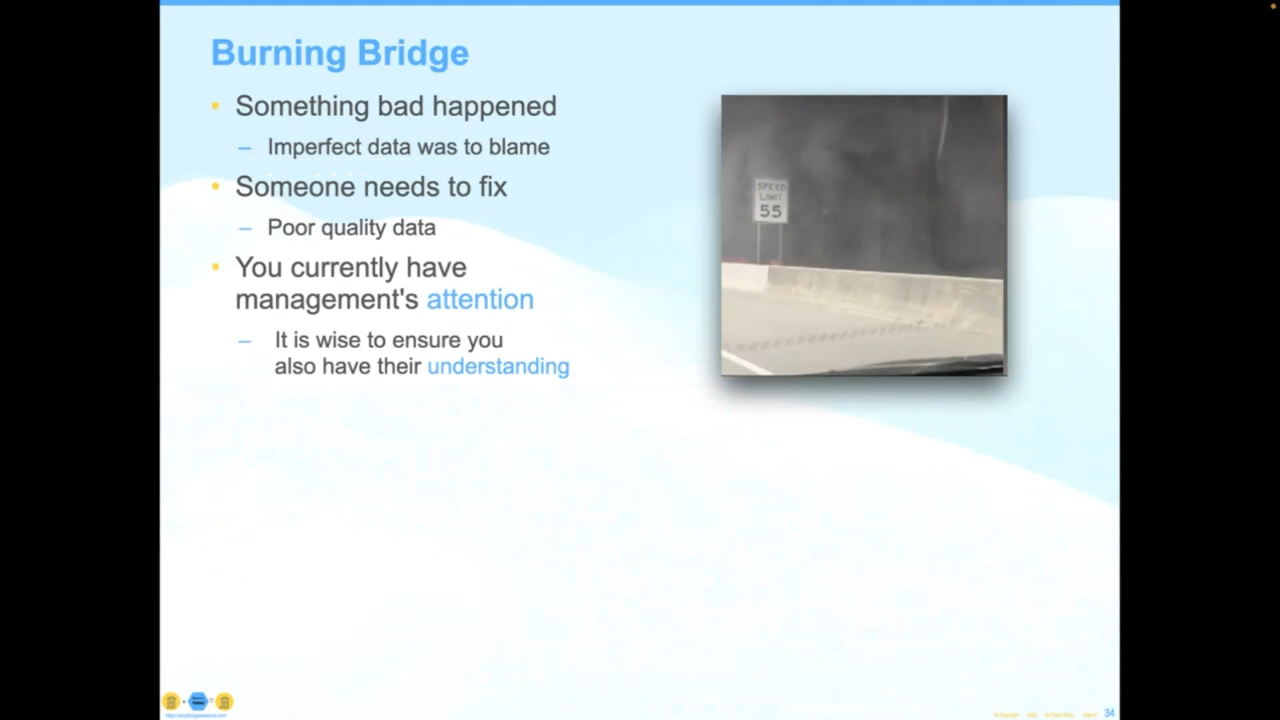 Burning Bridge
• Something bad happened
– Imperfect data was to blame
• Someone needs to fix
– Poor quality data
• You currently have
management's attention
– It is wise to ensure you
also have their understanding
SPEED
LIMIT
55
34